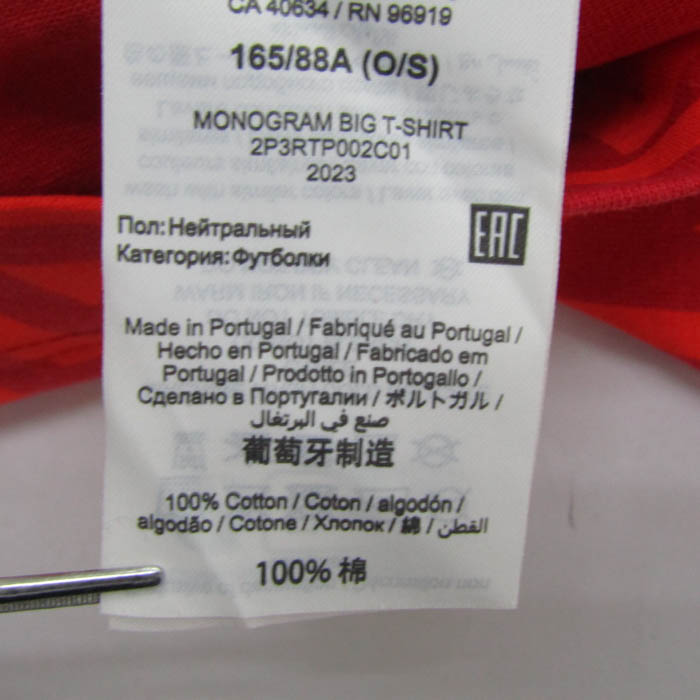 CA 40634 / RN 96919
165/88A (O/S)
MONOGRAM BIG T-SHIRT
2P3RTP002C01
2023
Пол: Нейтральный
Категория: Футболки
EAC
Made in Portugal / Fabriqué au Portugal /
Hecho en Portugal / Fabricado em
Portugal / Prodotto in Portogallo /
Сделано в Португалии / ポルトガル /
صنع في البرتغال
葡萄牙制造
100% Cotton / Coton / algodón /
algodão / Cotone / Хлопок / 綿 / القطن
100% 棉